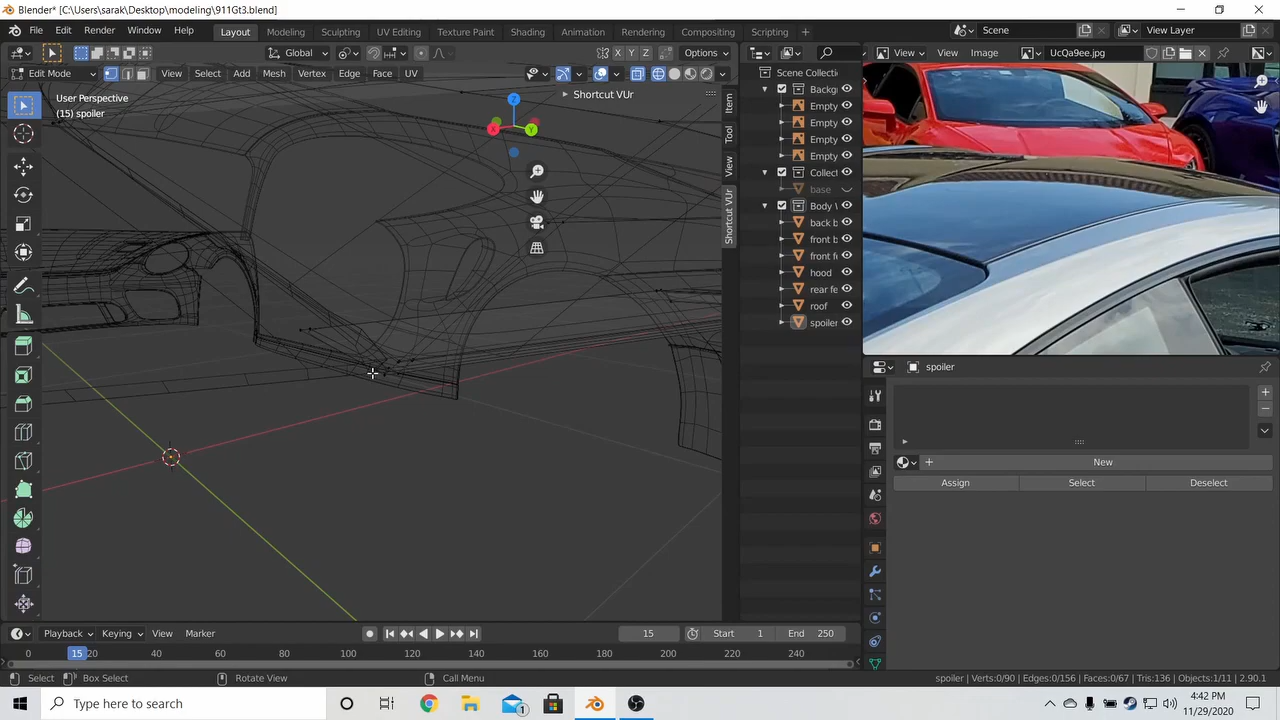 Blender* [C:\Users\sarak\Desktop\modeling\911Gt3.blend]
File Edit Render Window Help Layout Modeling Sculpting UV Editing Texture Paint Shading Animation Rendering Compositing Scripting Scene View Layer
Global X Y Z Options View View Image UcQa9ee.jpg
Edit Mode View Select Add Mesh Vertex Edge Face UV
User Perspective
(15) spoiler
Shortcut VUr
Item
Tool
View
Shortcut VUr
Z
X
Y
Scene Collecti
Backg
Empty
Empty
Empty
Empty
Collect
base
Body
back b
front b
front f
hood
rear fe
roof
spoiler
spoiler
New
Assign Select Deselect
Playback Keying View Marker 15 Start 1 End 250
0 15 20 40 60 80 100 120 140 160 180 200 220 240
Select Box Select Rotate View Call Menu spoiler | Verts:0/90 | Edges:0/156 | Faces:0/67 | Tris:136 | Objects:1/11 | 2.90.1
Type here to search
1
4:42 PM
11/29/2020